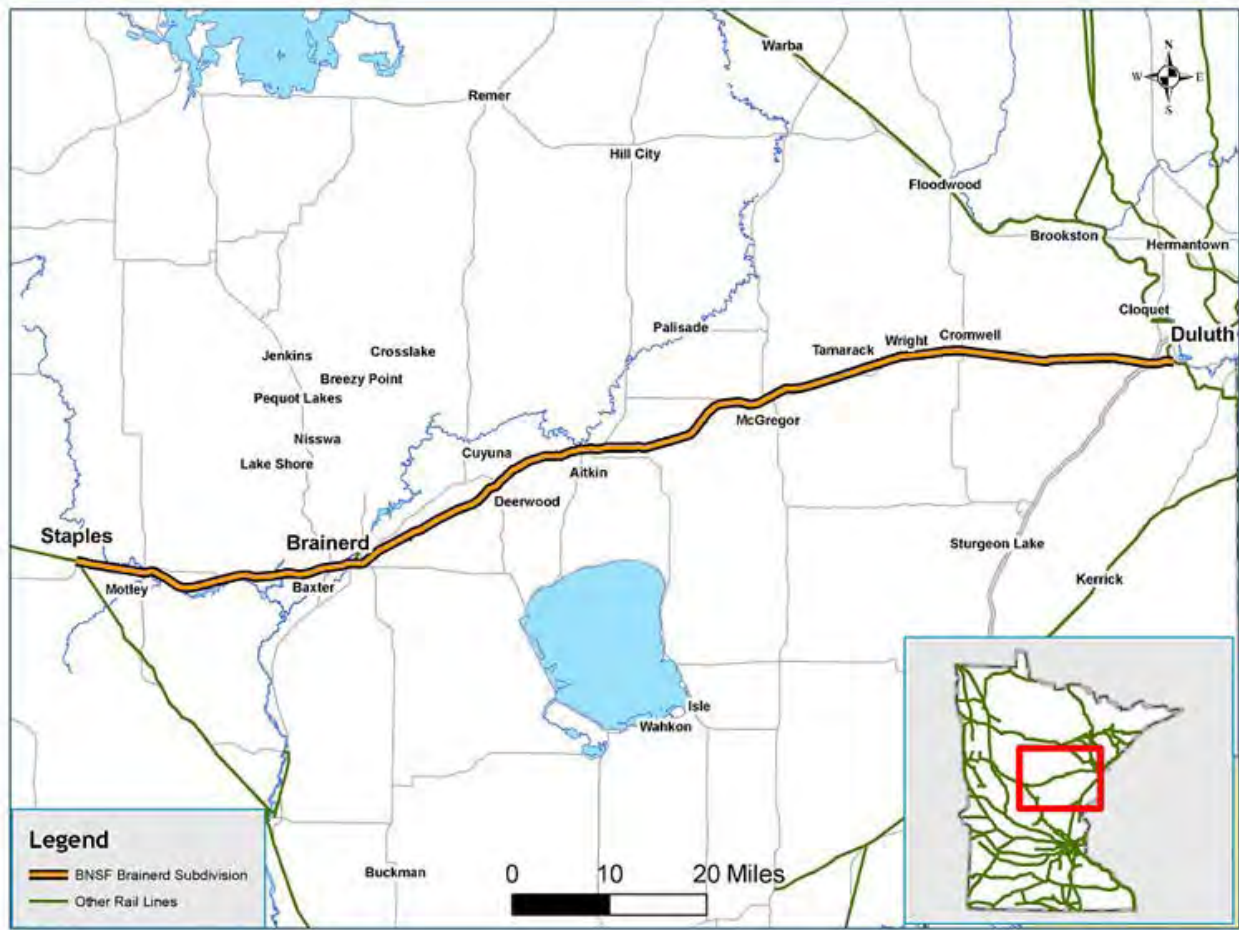 Warba
N
W
E
S
Remer
Hill City
Floodwood
Brookston
Hermantown
Cloquet
Palisade
Duluth
Cromwell
Wright
Tamarack
Jenkins
Crosslake
Breezy Point
Pequot Lakes
McGregor
Nisswa
Cuyuna
Lake Shore
Aitkin
Deerwood
Staples
Brainerd
Sturgeon Lake
Motley
Baxter
Kerrick
Isle
Wahkon
Legend
BNSF Brainerd Subdivision
Other Rail Lines
Buckman
0 10 20 Miles